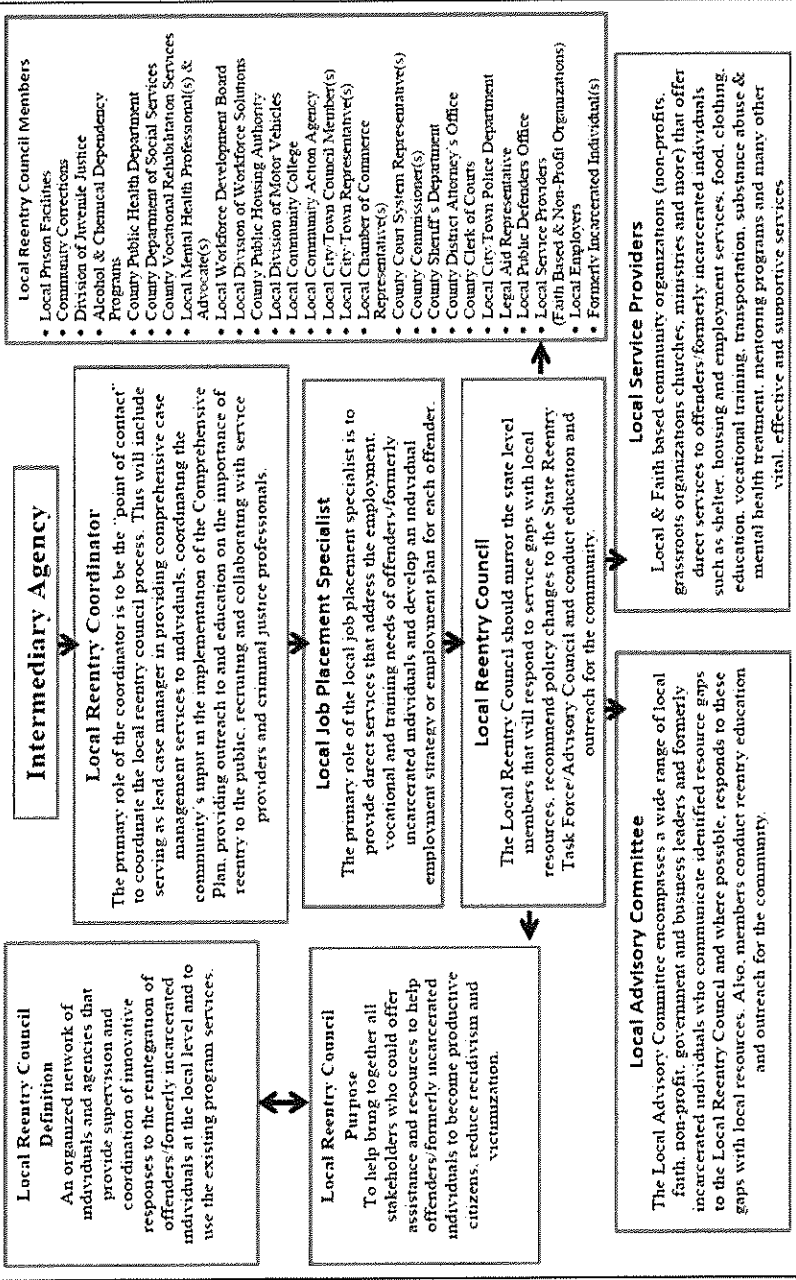 Intermediary Agency
Local Reentry Council
Definition
An organized network of
individuals and agencies that
provide supervision and
coordination of innovative
responses to the reintegration of
offenders/formerly incarcerated
individuals at the local level and to
use the existing program services.
Local Reentry Council
Purpose
To help bring together all
stakeholders who could offer
assistance and resources to help
offenders/formerly incarcerated
individuals to become productive
citizens, reduce recidivism and
victimization.
Local Reentry Coordinator
The primary role of the coordinator is to be the "point of contact"
to coordinate the local reentry council process. This will include
serving as lead case manager in providing comprehensive case
management services to individuals, coordinating the
community's input in the implementation of the Comprehensive
Plan, providing outreach to and education on the importance of
reentry to the public, recruiting and collaborating with service
providers and criminal justice professionals.
Local Job Placement Specialist
The primary role of the local job placement specialist is to
provide direct services that address the employment,
vocational and training needs of offenders/formerly
incarcerated individuals and develop an individual
employment strategy or employment plan for each offender.
Local Reentry Council
The Local Reentry Council should mirror the state level
members that will respond to service gaps with local
resources, recommend policy changes to the State Reentry
Task Force/Advisory Council and conduct education and
outreach for the community.
Local Reentry Council Members
• Local Prison Facilities
• Community Corrections
• Division of Juvenile Justice
• Alcohol & Chemical Dependency
Programs
• County Public Health Department
• County Department of Social Services
• County Vocational Rehabilitation Services
• Local Mental Health Professional(s) &
Advocate(s)
• Local Workforce Development Board
• Local Division of Workforce Solutions
• County Public Housing Authority
• Local Division of Motor Vehicles
• Local Community College
• Local Community Action Agency
• Local City/Town Council Member(s)
• Local City/Town Representative(s)
• Local Chamber of Commerce
Representative(s)
• County Court System Representative(s)
• County Commissioner(s)
• County Sheriff's Department
• County District Attorney's Office
• County Clerk of Courts
• Local City/Town Police Department
• Legal Aid Representative
• Local Public Defenders Office
• Local Service Providers
(Faith Based & Non-Profit Organizations)
• Local Employers
• Formerly Incarcerated Individual(s)
Local Advisory Committee
The Local Advisory Committee encompasses a wide range of local
faith, non-profit, government and business leaders and formerly
incarcerated individuals who communicate identified resource gaps
to the Local Reentry Council and where possible, responds to these
gaps with local resources. Also, members conduct reentry education
and outreach for the community.
Local Service Providers
Local & Faith based community organizations (non-profits,
grassroots organizations churches, ministries and more) that offer
direct services to offenders/formerly incarcerated individuals
such as shelter, housing and employment services, food, clothing,
education, vocational training, transportation, substance abuse &
mental health treatment, mentoring programs and many other
vital, effective and supportive services